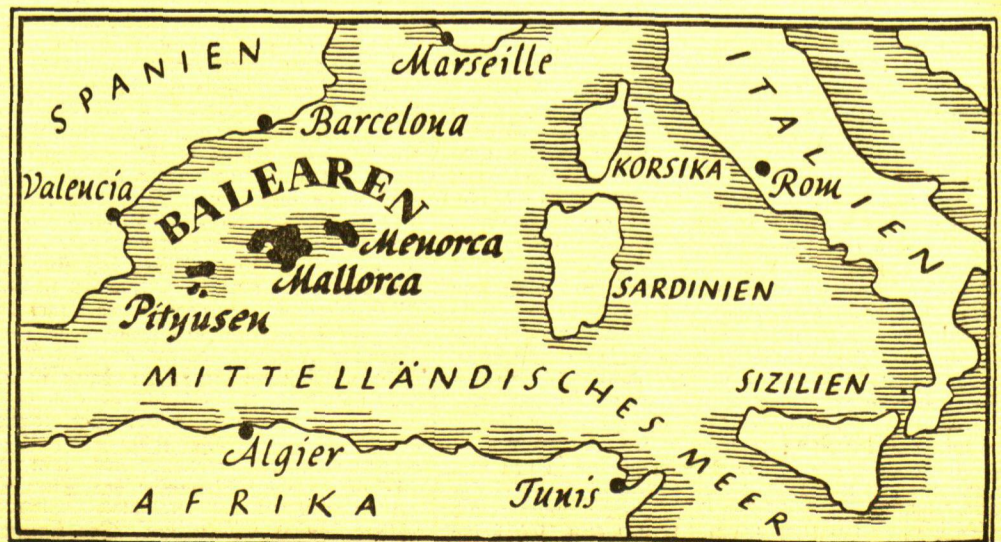 SPANIEN
Marseille
ITALIEN
Barcelona
KORSIKA
Rom
Valencia
BALEAREN
Menorca
Mallorca
SARDINIEN
Pityusen
MITTELLÄNDISCHES MEER
SIZILIEN
Algier
Tunis
AFRIKA